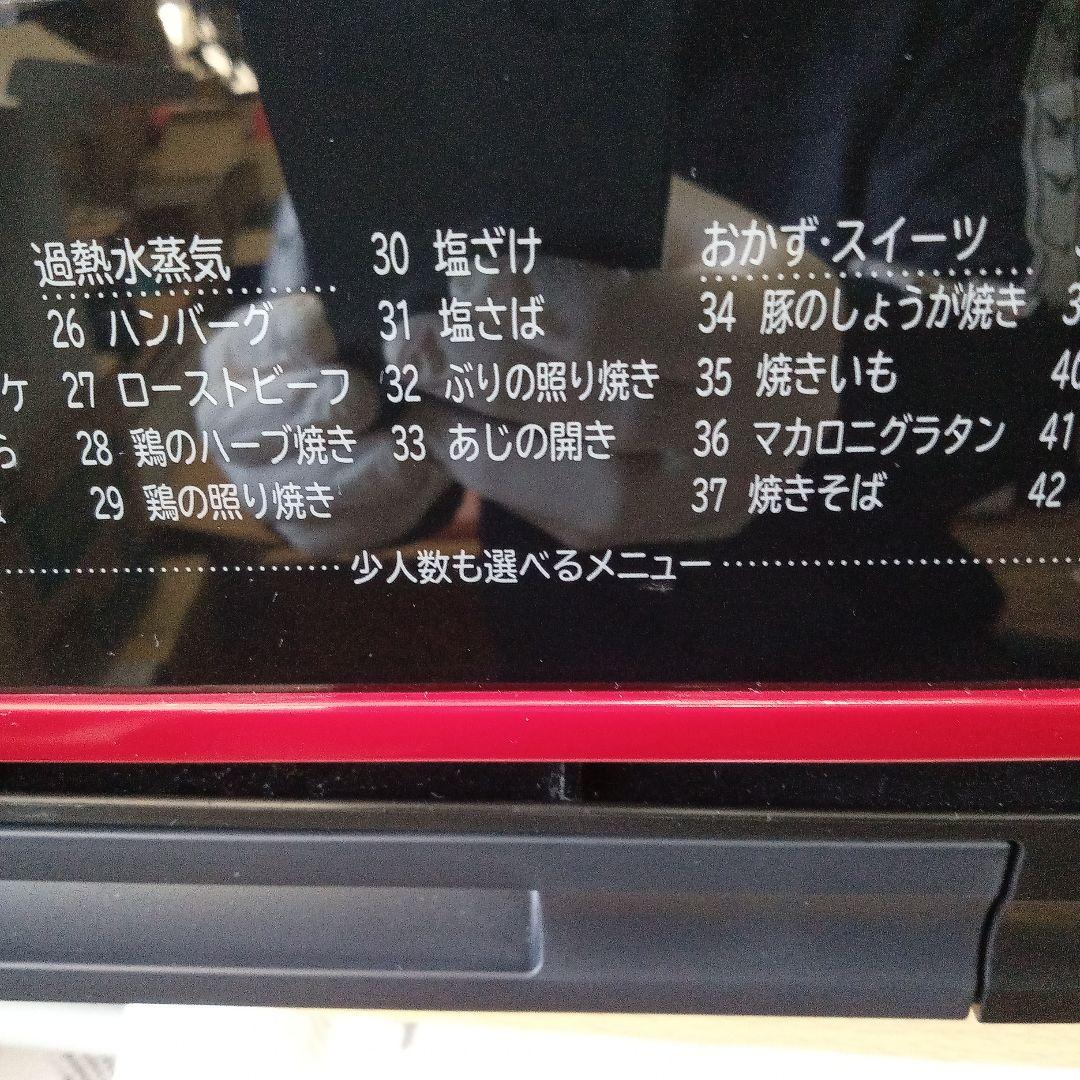 過熱水蒸気
26 ハンバーグ
27 ローストビーフ
28 鶏のハーブ焼き
29 鶏の照り焼き
30 塩ざけ
31 塩さば
32 ぶりの照り焼き
33 あじの開き
おかず・スイーツ
34 豚のしょうが焼き
35 焼きいも
36 マカロニグラタン
37 焼きそば
40
41
42
ケ
ら
少人数も選べるメニュー